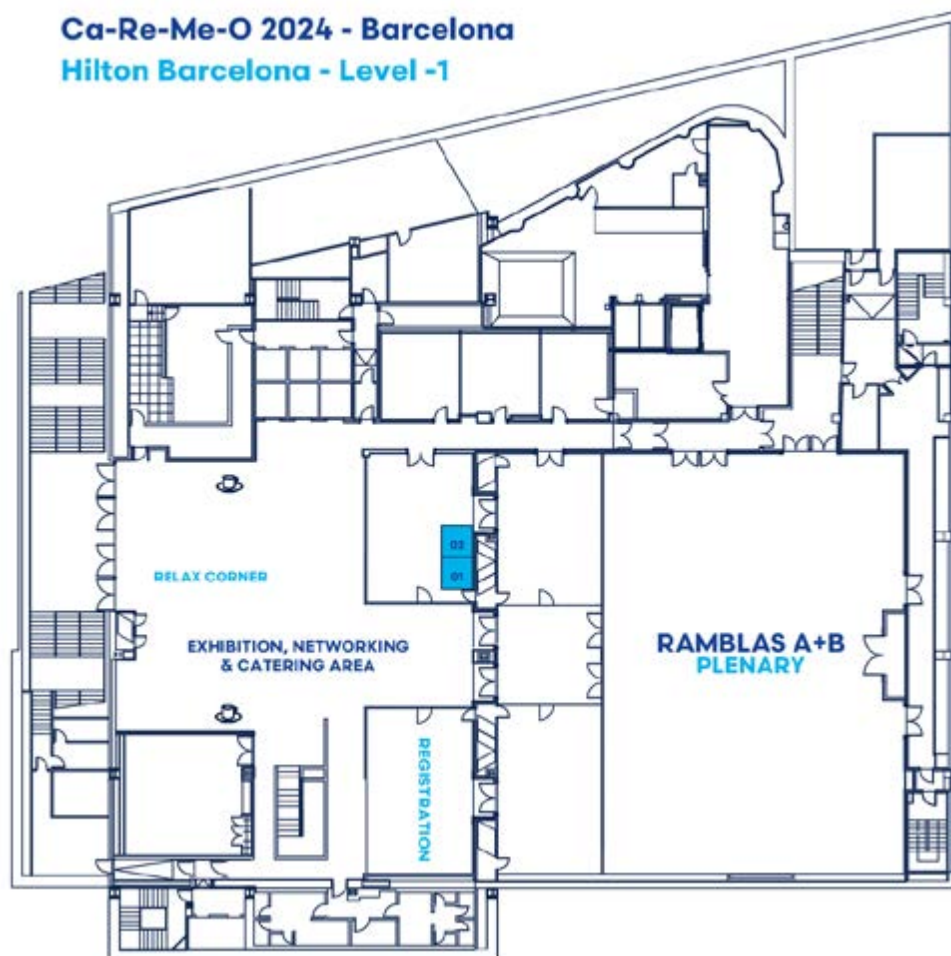 Ca-Re-Me-O 2024 - Barcelona
Hilton Barcelona - Level -1
02
01
RELAX CORNER
EXHIBITION, NETWORKING
& CATERING AREA
RAMBLAS A+B
PLENARY
REGISTRATION